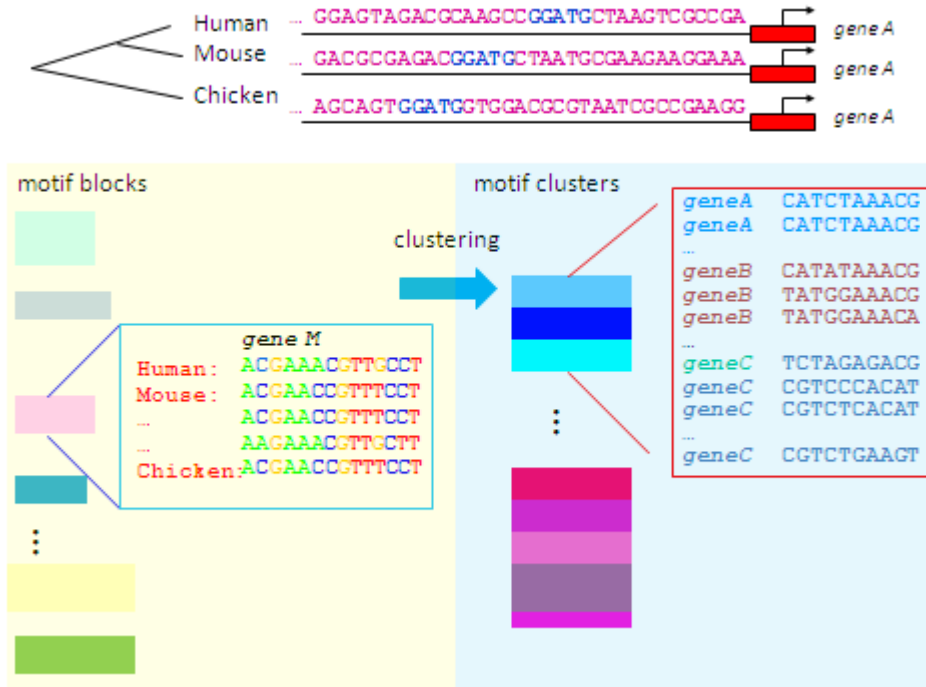 Human … GGAGTAGACGCAAGCCGGATGCTAAGTCGCCGA gene A
Mouse … GACGCGAGACGGATGCTAATGCGAAGAAGGAAA gene A
Chicken … AGCAGTGGATGGTGGACGCGTAATCGCCGAAGG gene A
motif blocks
clustering
gene M
Human: ACGAAACGTTGCCT
Mouse: ACGAACCGTTTCCT
… ACGAACCGTTTCCT
… AAGAAACGTTGCTT
Chicken: ACGAACCGTTTCCT
motif clusters
geneA CATCTAAACG
geneA CATCTAAACG
…
geneB CATATAAACG
geneB TATGGAAACG
geneB TATGGAAACA
…
geneC TCTAGAGACG
geneC CGTCCCACAT
geneC CGTCTCACAT
…
geneC CGTCTGAAGT